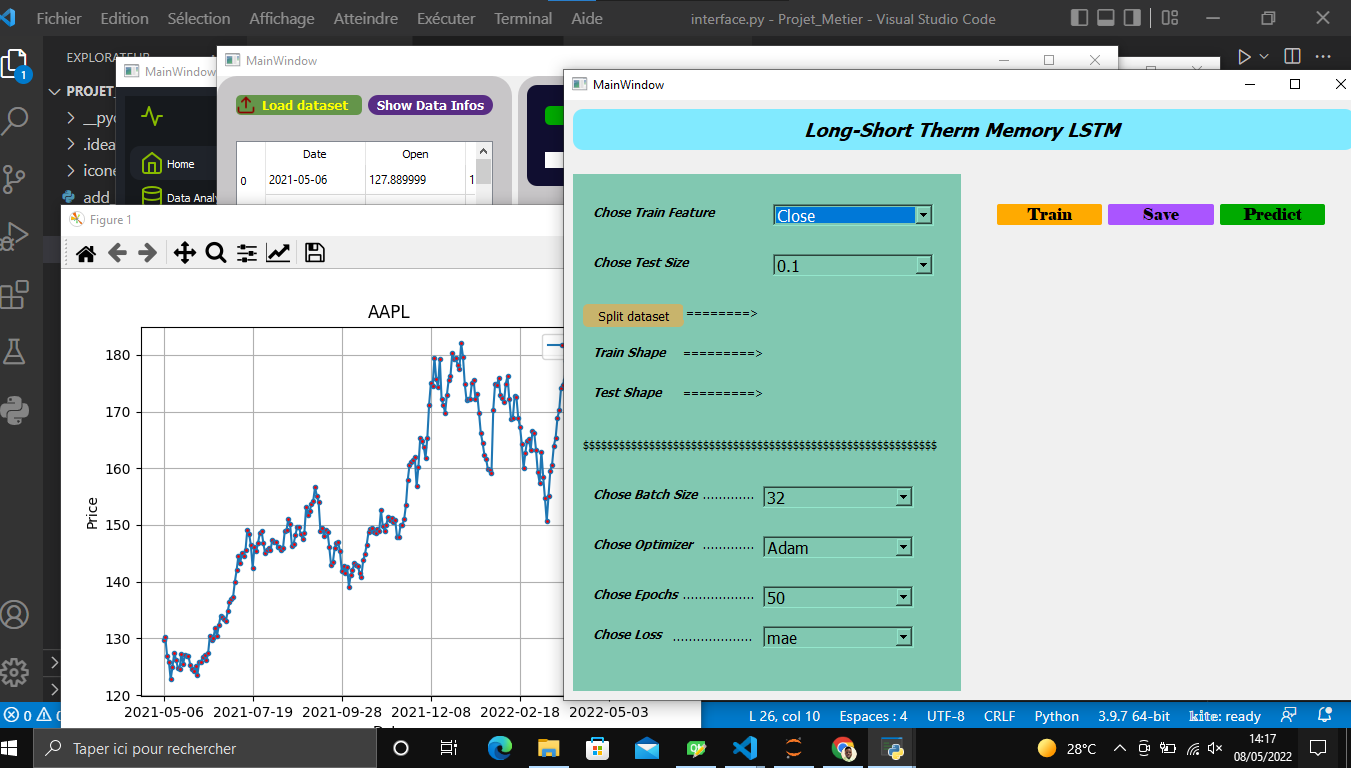 Fichier Edition Sélection Affichage Atteindre Exécuter Terminal Aide interface.py - Projet_Metier - Visual Studio Code
EXPLORATEUR
PROJET_
__pyc
.idea
icone
add_
1
MainWindow
Home
Data Analy
MainWindow
Load dataset Show Data Infos
Date Open
0 2021-05-06 127.889999 1
Figure 1
AAPL
Price
180
170
160
150
140
130
120
2021-05-06 2021-07-19 2021-09-28 2021-12-08 2022-02-18 2022-05-03
MainWindow
Long-Short Therm Memory LSTM
Chose Train Feature Close
Chose Test Size 0.1
Split dataset ========>
Train Shape =========>
Test Shape =========>
$$$$$$$$$$$$$$$$$$$$$$$$$$$$$$$$$$$$$$$$$$$$$$$$$$$$$$$$$$$
Chose Batch Size ............. 32
Chose Optimizer ............. Adam
Chose Epochs .................. 50
Chose Loss .................... mae
Train Save Predict
0 0 L 26, col 10 Espaces : 4 UTF-8 CRLF Python 3.9.7 64-bit kite: ready
Taper ici pour rechercher
28°C
14:17
08/05/2022